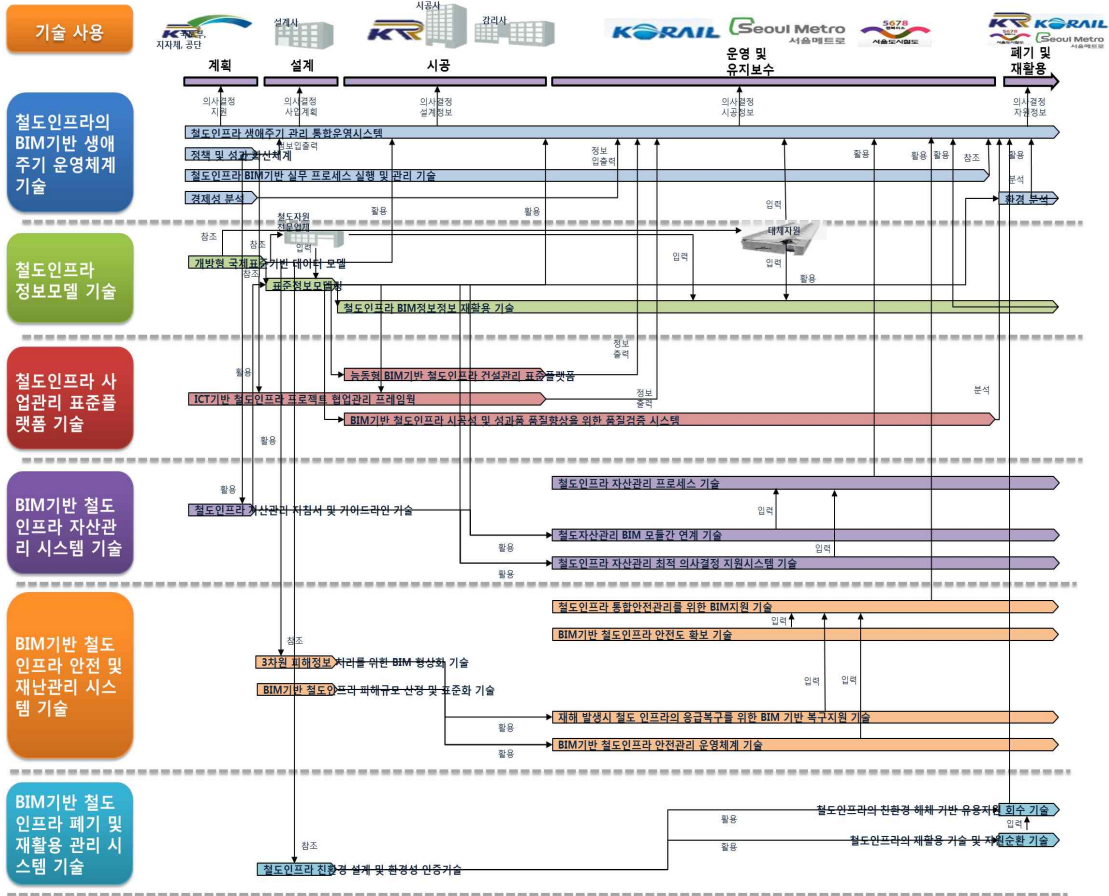 기술 사용
지자체, 공단
설계사
시공사
감리사
KR
KORAIL
Seoul Metro
서울메트로
5678
서울도시철도
KR KORAIL
5678
Seoul Metro
서울도시철도
서울메트로
계획
설계
시공
운영 및
유지보수
폐기 및
재활용
의사결정
지원
의사결정
사업계획
의사결정
설계정보
의사결정
시공정보
의사결정
자원정보
철도인프라의
BIM기반 생애
주기 운영체계
기술
철도인프라 생애주기 관리 통합운영시스템
정보입출력
정책 및 성과 확산체계
정보
입출력
활용
활용
활용
참조
활용
철도인프라 BIM기반 실무 프로세스 실행 및 관리 기술
분석
경제성 분석
환경 분석
활용
활용
입력
철도인프라
정보모델 기술
철도자원
전문업체
대체자원
참조
참조
입력
입력
입력
개방형 국제표준기반 데이터 모델
참조
표준정보모델링
활용
철도인프라 BIM정보정보 재활용 기술
철도인프라 사
업관리 표준플
랫폼 기술
정보
출력
활용
능동형 BIM기반 철도인프라 건설관리 표준플랫폼
ICT기반 철도인프라 프로젝트 협업관리 프레임웍
정보
출력
분석
BIM기반 철도인프라 시공성 및 성과품 품질향상을 위한 품질검증 시스템
활용
BIM기반 철도
인프라 자산관
리 시스템 기술
철도인프라 자산관리 프로세스 기술
활용
철도인프라 자산관리 지침서 및 가이드라인 기술
입력
철도자산관리 BIM 모듈간 연계 기술
활용
입력
철도인프라 자산관리 최적 의사결정 지원시스템 기술
활용
BIM기반 철도
인프라 안전 및
재난관리 시스
템 기술
철도인프라 통합안전관리를 위한 BIM지원 기술
입력
BIM기반 철도인프라 안전도 확보 기술
참조
3차원 피해정보 처리를 위한 BIM 형상화 기술
입력
입력
BIM기반 철도인프라 피해규모 산정 및 표준화 기술
재해 발생시 철도 인프라의 응급복구를 위한 BIM 기반 복구지원 기술
활용
BIM기반 철도인프라 안전관리 운영체계 기술
활용
BIM기반 철도
인프라 폐기 및
재활용 관리 시
스템 기술
철도인프라의 친환경 해체 기반 유용자원 회수 기술
활용
입력
철도인프라의 재활용 기술 및 자원순환 기술
참조
활용
철도인프라 친환경 설계 및 환경성 인증기술